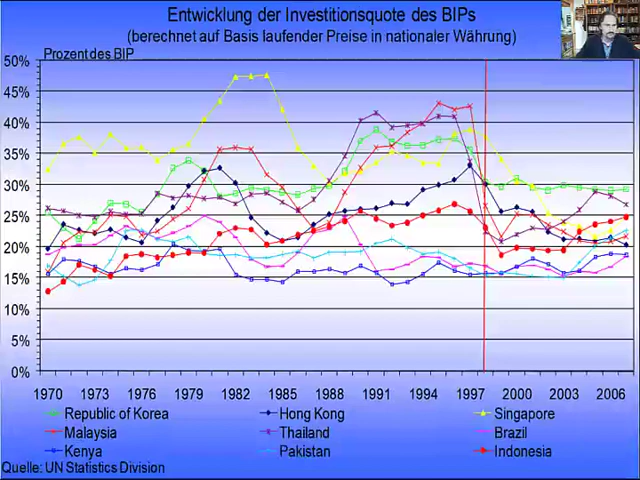 Entwicklung der Investitionsquote des BIPs
(berechnet auf Basis laufender Preise in nationaler Währung)
Prozent des BIP
50%
45%
40%
35%
30%
25%
20%
15%
10%
5%
0%
1970 1973 1976 1979 1982 1985 1988 1991 1994 1997 2000 2003 2006
Republic of Korea Hong Kong Singapore
Malaysia Thailand Brazil
Kenya Pakistan Indonesia
Quelle: UN Statistics Division